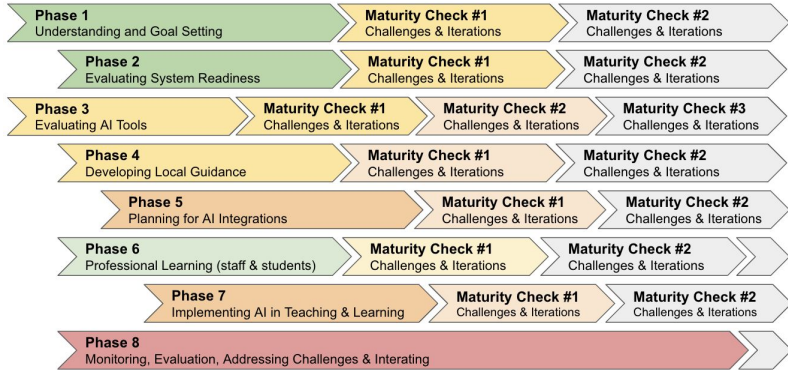 Phase 1
Understanding and Goal Setting
Maturity Check #1
Challenges & Iterations
Maturity Check #2
Challenges & Iterations
Phase 2
Evaluating System Readiness
Maturity Check #1
Challenges & Iterations
Maturity Check #2
Challenges & Iterations
Phase 3
Evaluating AI Tools
Maturity Check #1
Challenges & Iterations
Maturity Check #2
Challenges & Iterations
Maturity Check #3
Challenges & Iterations
Phase 4
Developing Local Guidance
Maturity Check #1
Challenges & Iterations
Maturity Check #2
Challenges & Iterations
Phase 5
Planning for AI Integrations
Maturity Check #1
Challenges & Iterations
Maturity Check #2
Challenges & Iterations
Phase 6
Professional Learning (staff & students)
Maturity Check #1
Challenges & Iterations
Maturity Check #2
Challenges & Iterations
Phase 7
Implementing AI in Teaching & Learning
Maturity Check #1
Challenges & Iterations
Maturity Check #2
Challenges & Iterations
Phase 8
Monitoring, Evaluation, Addressing Challenges & Interating